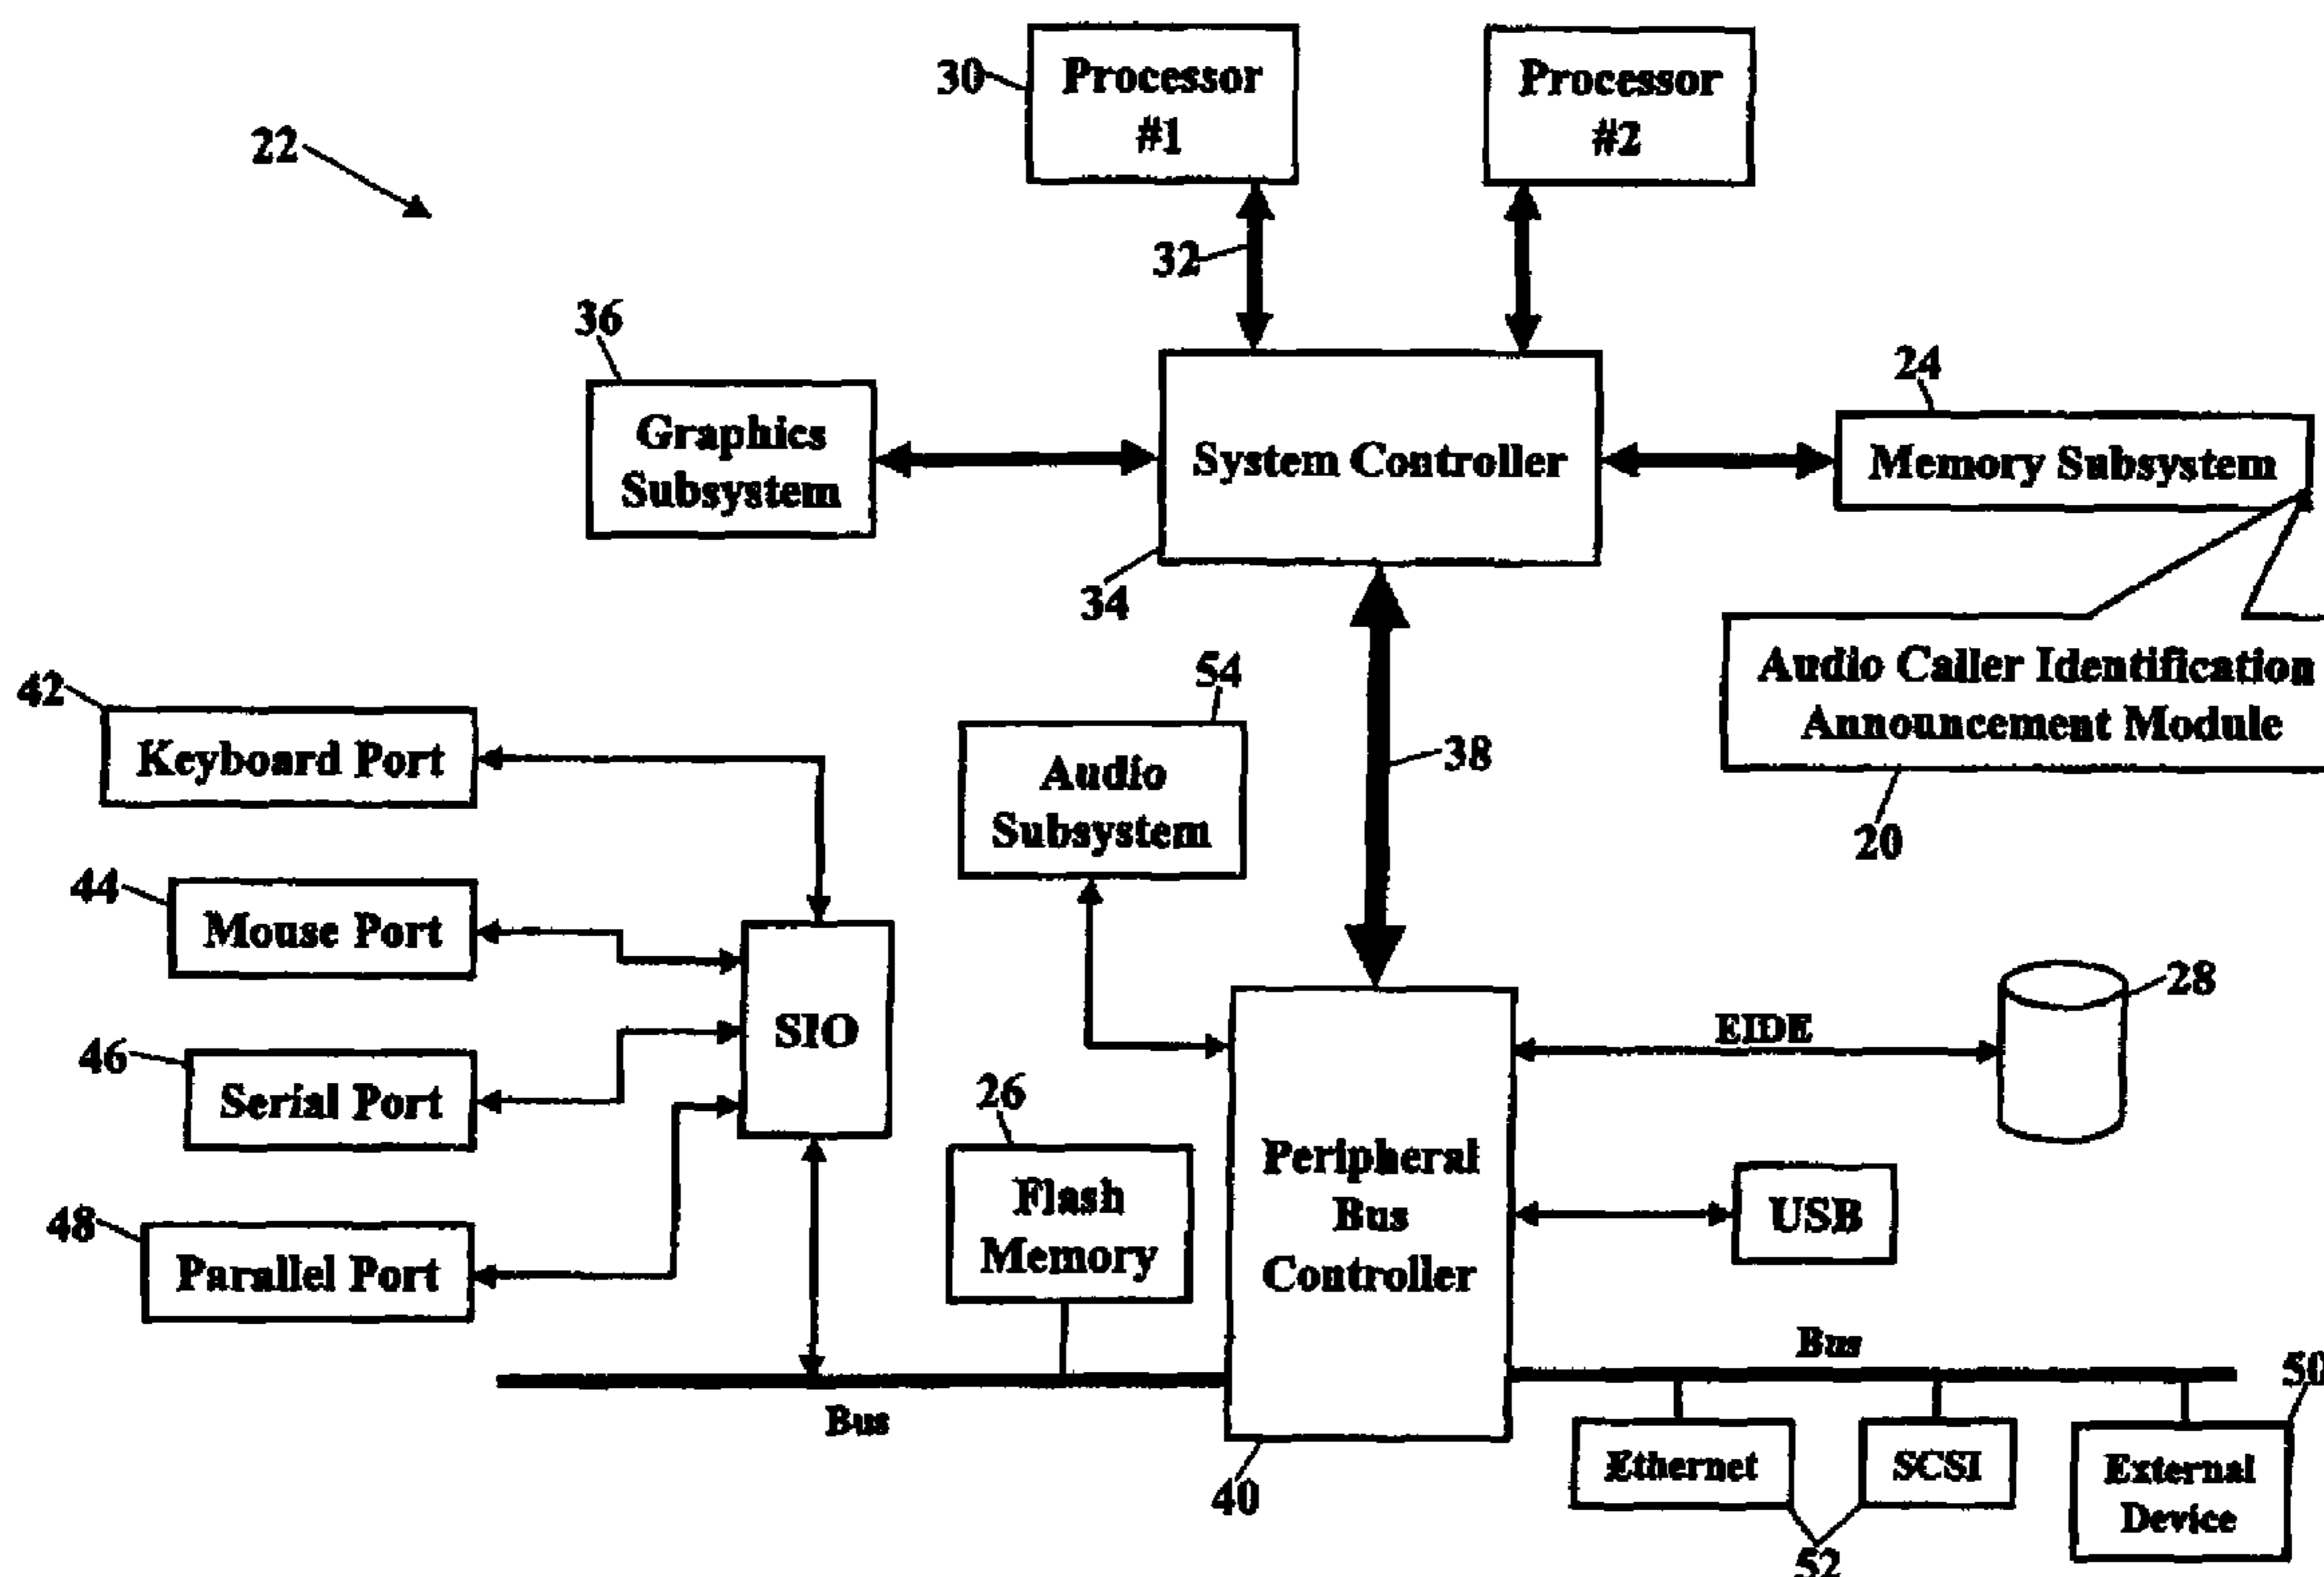 30
Processor
#1
Processor
#2
22
32
36
Graphics
Subsystem
System Controller
34
24
Memory Subsystem
Audio Caller Identification
Announcement Module
20
38
54
Audio
Subsystem
42
Keyboard Port
44
Mouse Port
46
Serial Port
48
Parallel Port
SIO
26
Flash
Memory
Bus
Peripheral
Bus
Controller
40
EIDE
28
USB
Bus
50
Ethernet
SCSI
External
Device
52